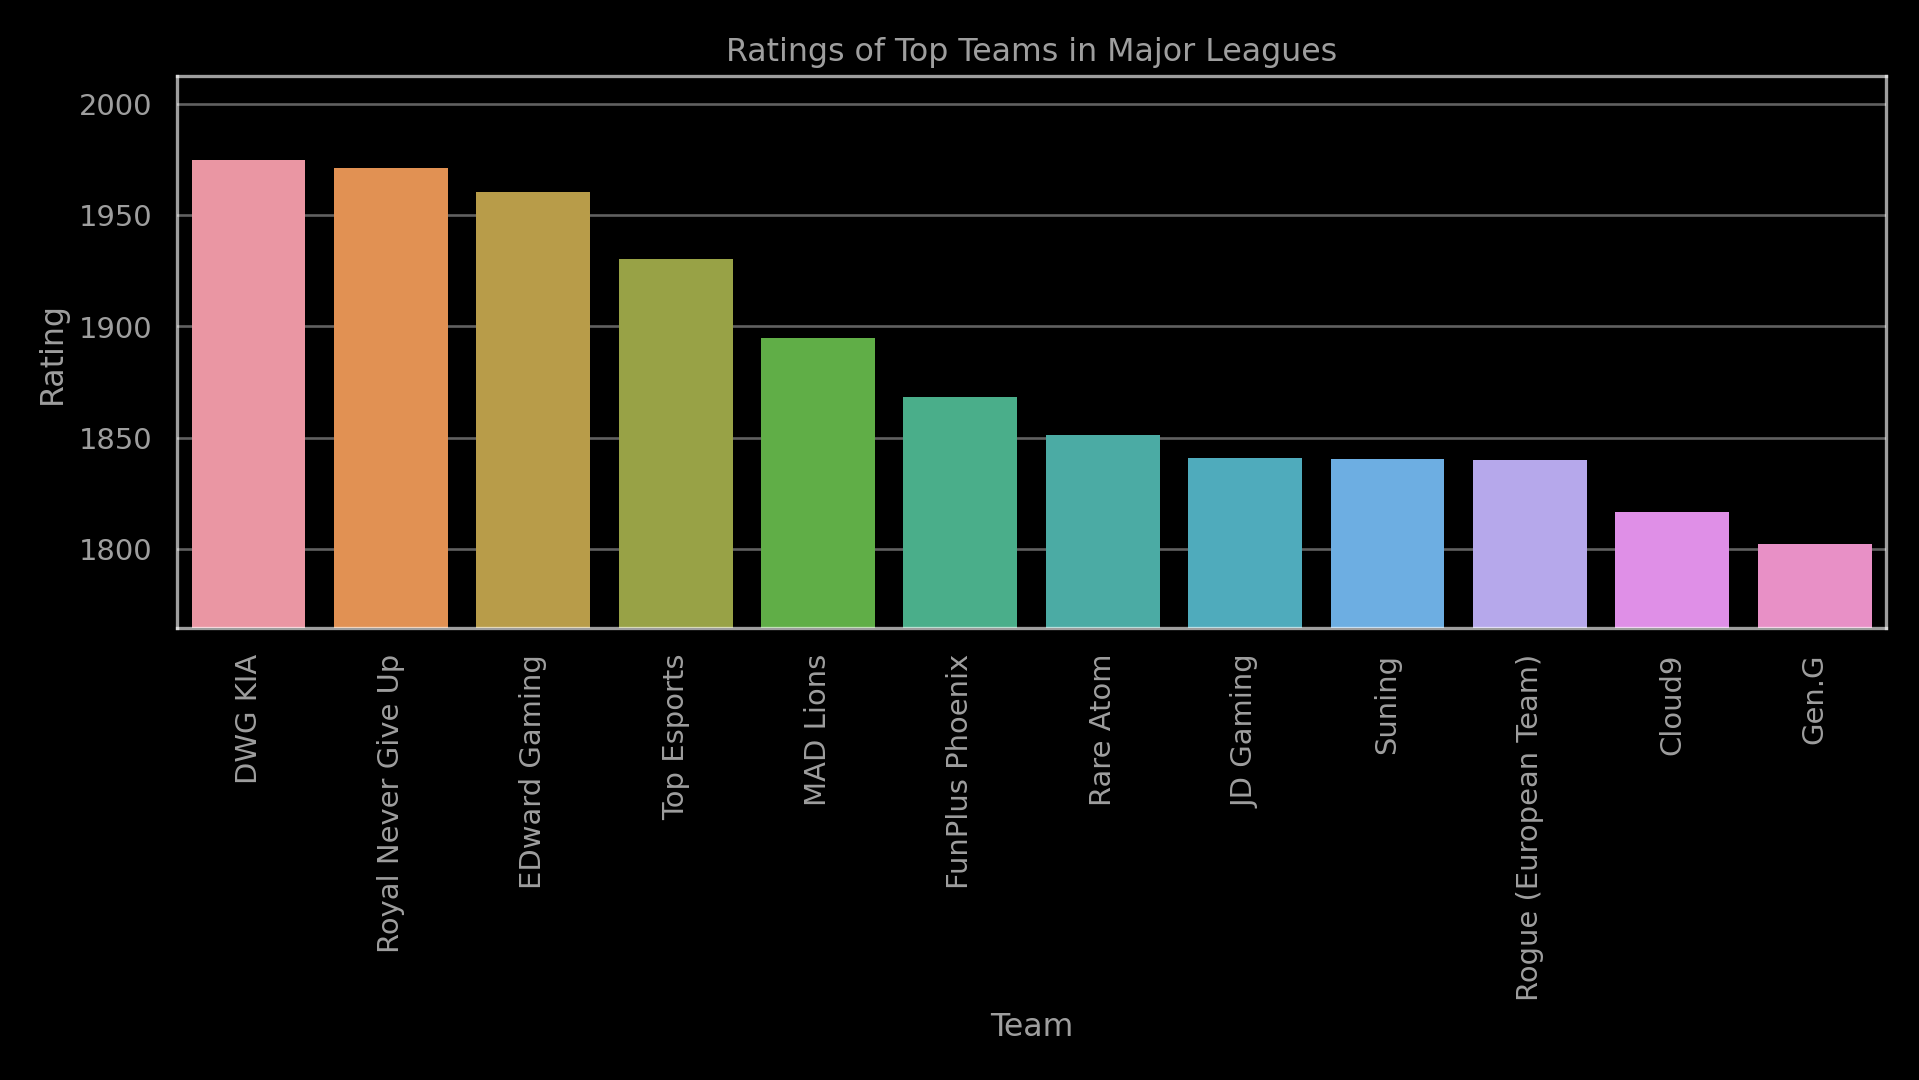 Ratings of Top Teams in Major Leagues
2000
1950
1900
1850
1800
Rating
DWG KIA
Royal Never Give Up
EDward Gaming
Top Esports
MAD Lions
FunPlus Phoenix
Rare Atom
JD Gaming
Suning
Rogue (European Team)
Cloud9
Gen.G
Team